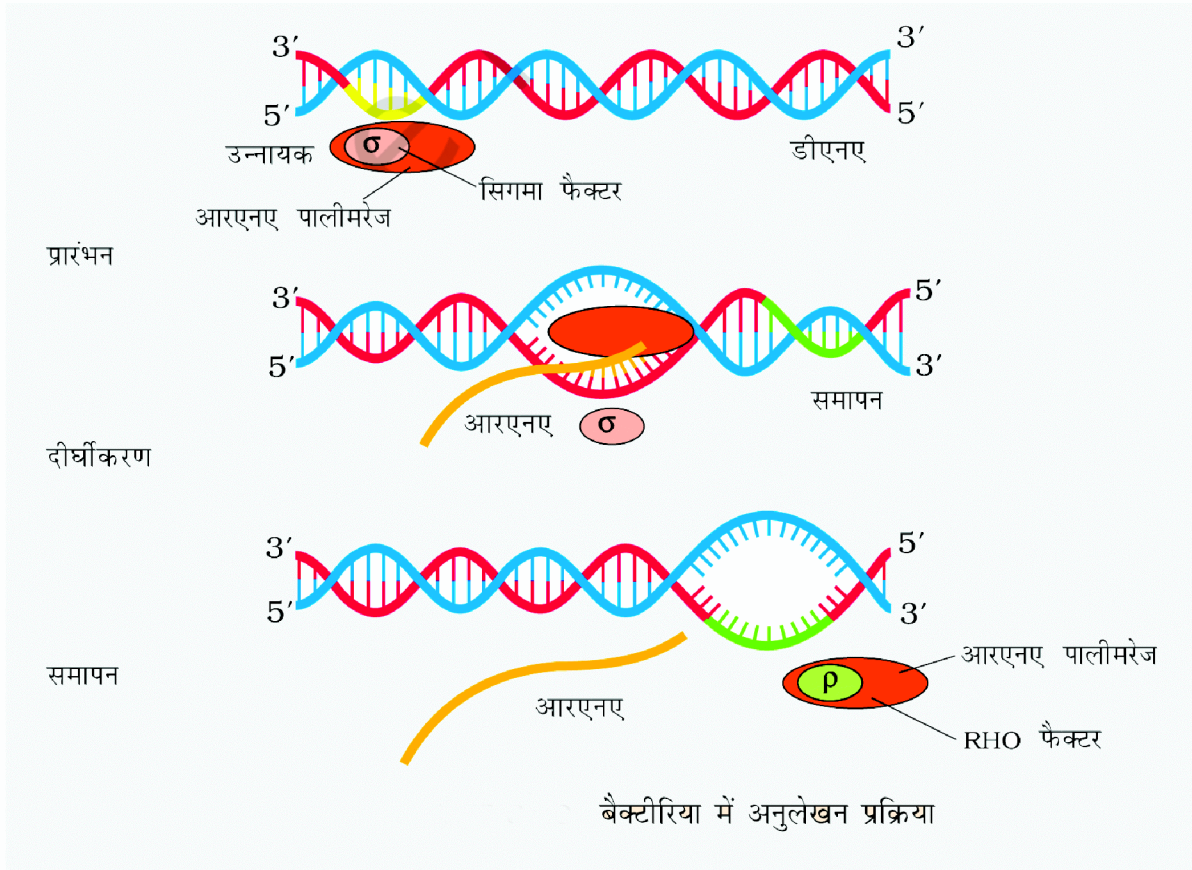 3′
3′
5′
5′
उन्नायक
σ
डीएनए
सिगमा फैक्टर
आरएनए पालीमरेज
प्रारंभन
3′
5′
5′
3′
समापन
आरएनए
σ
दीर्घीकरण
3′
5′
5′
3′
समापन
आरएनए
ρ
आरएनए पालीमरेज
RHO फैक्टर
बैक्टीरिया में अनुलेखन प्रक्रिया